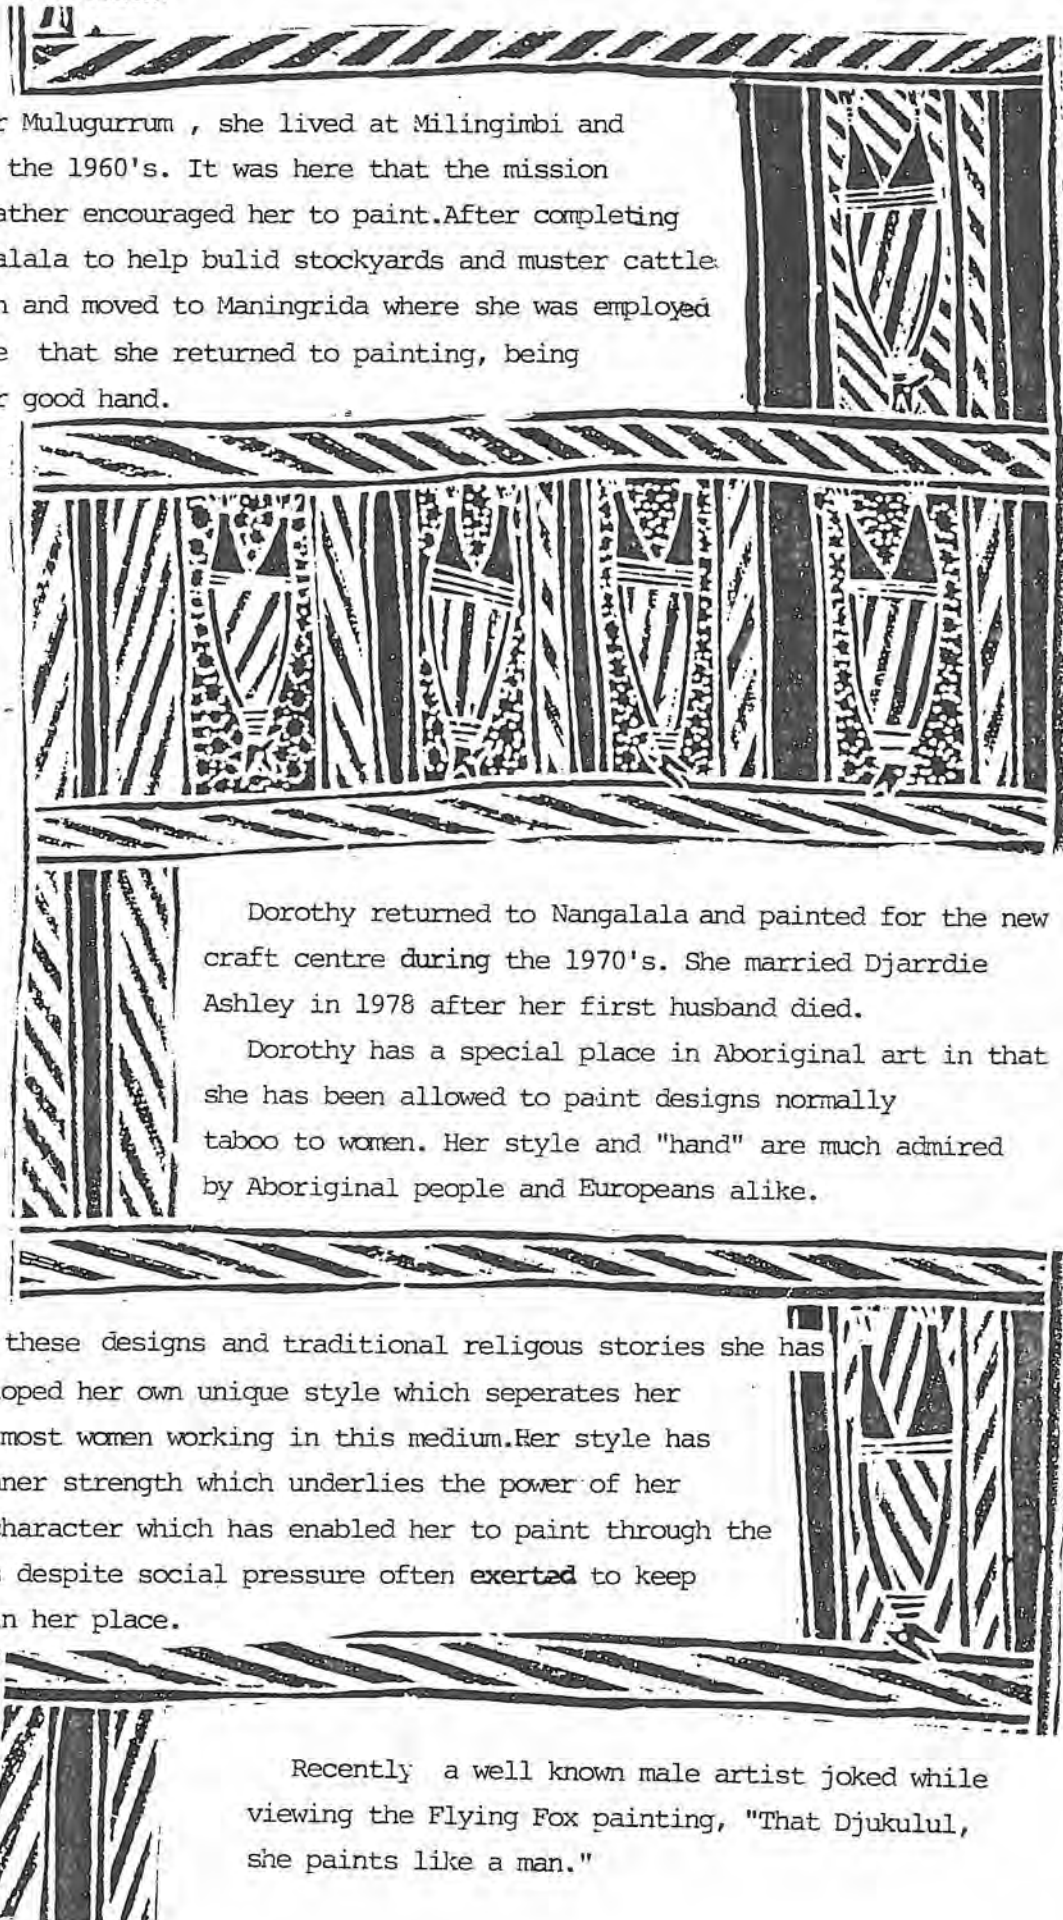 r Mulugurrum , she lived at Milingimbi and
the 1960's. It was here that the mission
ather encouraged her to paint.After completing
alala to help bulid stockyards and muster cattle
n and moved to Maningrida where she was employed
e that she returned to painting, being
r good hand.
Dorothy returned to Nangalala and painted for the new
craft centre during the 1970's. She married Djarrdie
Ashley in 1978 after her first husband died.
Dorothy has a special place in Aboriginal art in that
she has been allowed to paint designs normally
taboo to women. Her style and "hand" are much admired
by Aboriginal people and Europeans alike.
these designs and traditional religous stories she has
oped her own unique style which seperates her
most women working in this medium.Her style has
ner strength which underlies the power of her
character which has enabled her to paint through the
despite social pressure often exerted to keep
n her place.
Recently a well known male artist joked while
viewing the Flying Fox painting, "That Djukulul,
she paints like a man."